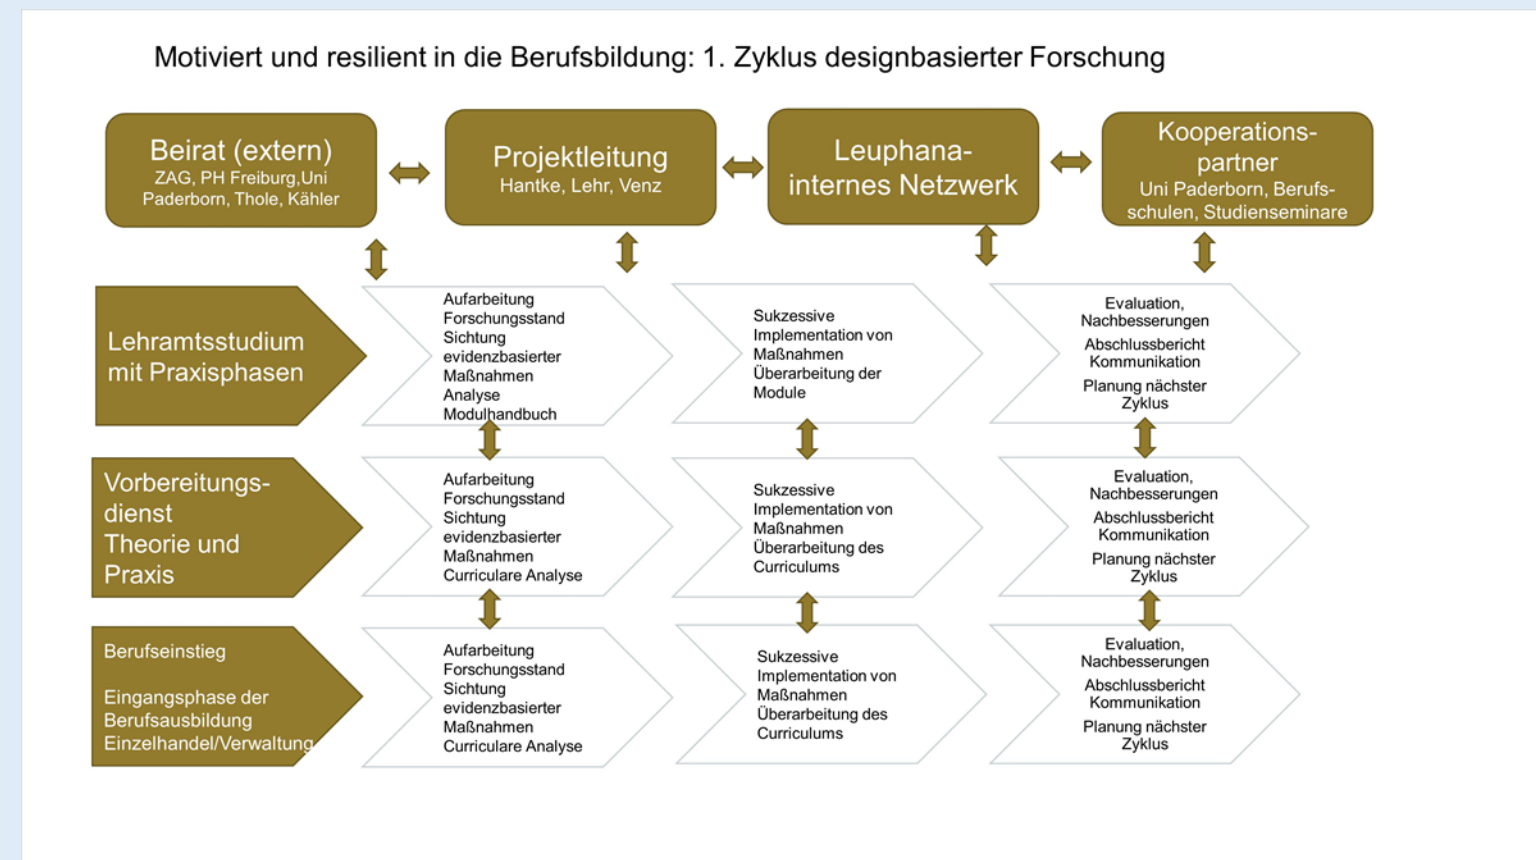 Motiviert und resilient in die Berufsbildung: 1. Zyklus designbasierter Forschung
Beirat (extern)
ZAG, PH Freiburg,Uni
Paderborn, Thole, Kähler
Projektleitung
Hantke, Lehr, Venz
Leuphana-
internes Netzwerk
Kooperations-
partner
Uni Paderborn, Berufs-
schulen, Studienseminare
Lehramtsstudium
mit Praxisphasen
Aufarbeitung
Forschungsstand
Sichtung
evidenzbasierter
Maßnahmen
Analyse
Modulhandbuch
Sukzessive
Implementation von
Maßnahmen
Überarbeitung der
Module
Evaluation,
Nachbesserungen
Abschlussbericht
Kommunikation
Planung nächster
Zyklus
Vorbereitungs-
dienst
Theorie und
Praxis
Aufarbeitung
Forschungsstand
Sichtung
evidenzbasierter
Maßnahmen
Curriculare Analyse
Sukzessive
Implementation von
Maßnahmen
Überarbeitung des
Curriculums
Evaluation,
Nachbesserungen
Abschlussbericht
Kommunikation
Planung nächster
Zyklus
Berufseinstieg
Eingangsphase der
Berufsausbildung
Einzelhandel/Verwaltung
Aufarbeitung
Forschungsstand
Sichtung
evidenzbasierter
Maßnahmen
Curriculare Analyse
Sukzessive
Implementation von
Maßnahmen
Überarbeitung des
Curriculums
Evaluation,
Nachbesserungen
Abschlussbericht
Kommunikation
Planung nächster
Zyklus